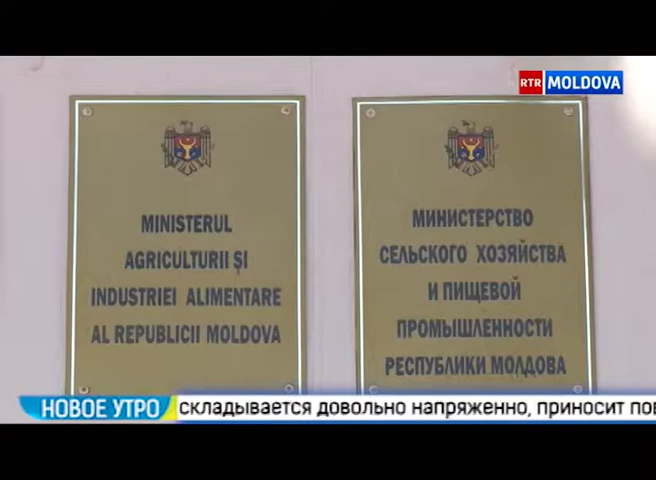 RTR MOLDOVA
MINISTERUL
AGRICULTURII ȘI
INDUSTRIEI ALIMENTARE
AL REPUBLICII MOLDOVA
МИНИСТЕРСТВО
СЕЛЬСКОГО ХОЗЯЙСТВА
И ПИЩЕВОЙ
ПРОМЫШЛЕННОСТИ
РЕСПУБЛИКИ МОЛДОВА
НОВОЕ УТРО
складывается довольно напряженно, приносит пов